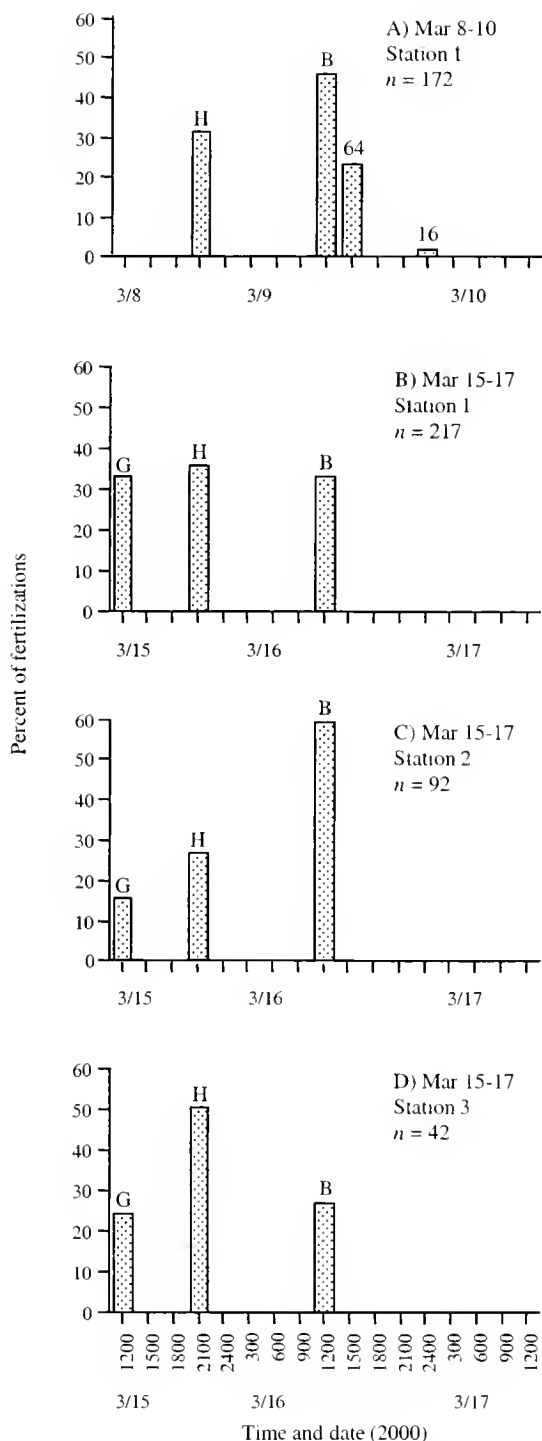 Percent of fertilizations
A) Mar 8-10
Station 1
n = 172
60
50
40
30
20
10
0
H
B
64
16
3/8 3/9 3/10
B) Mar 15-17
Station 1
n = 217
60
50
40
30
20
10
0
G
H
B
3/15 3/16 3/17
C) Mar 15-17
Station 2
n = 92
60
50
40
30
20
10
0
G
H
B
3/15 3/16 3/17
D) Mar 15-17
Station 3
n = 42
60
50
40
30
20
10
0
G
H
B
1200 1500 1800 2100 2400 300 600 900 1200 1500 1800 2100 2400 300 600 900 1200
3/15 3/16 3/17
Time and date (2000)